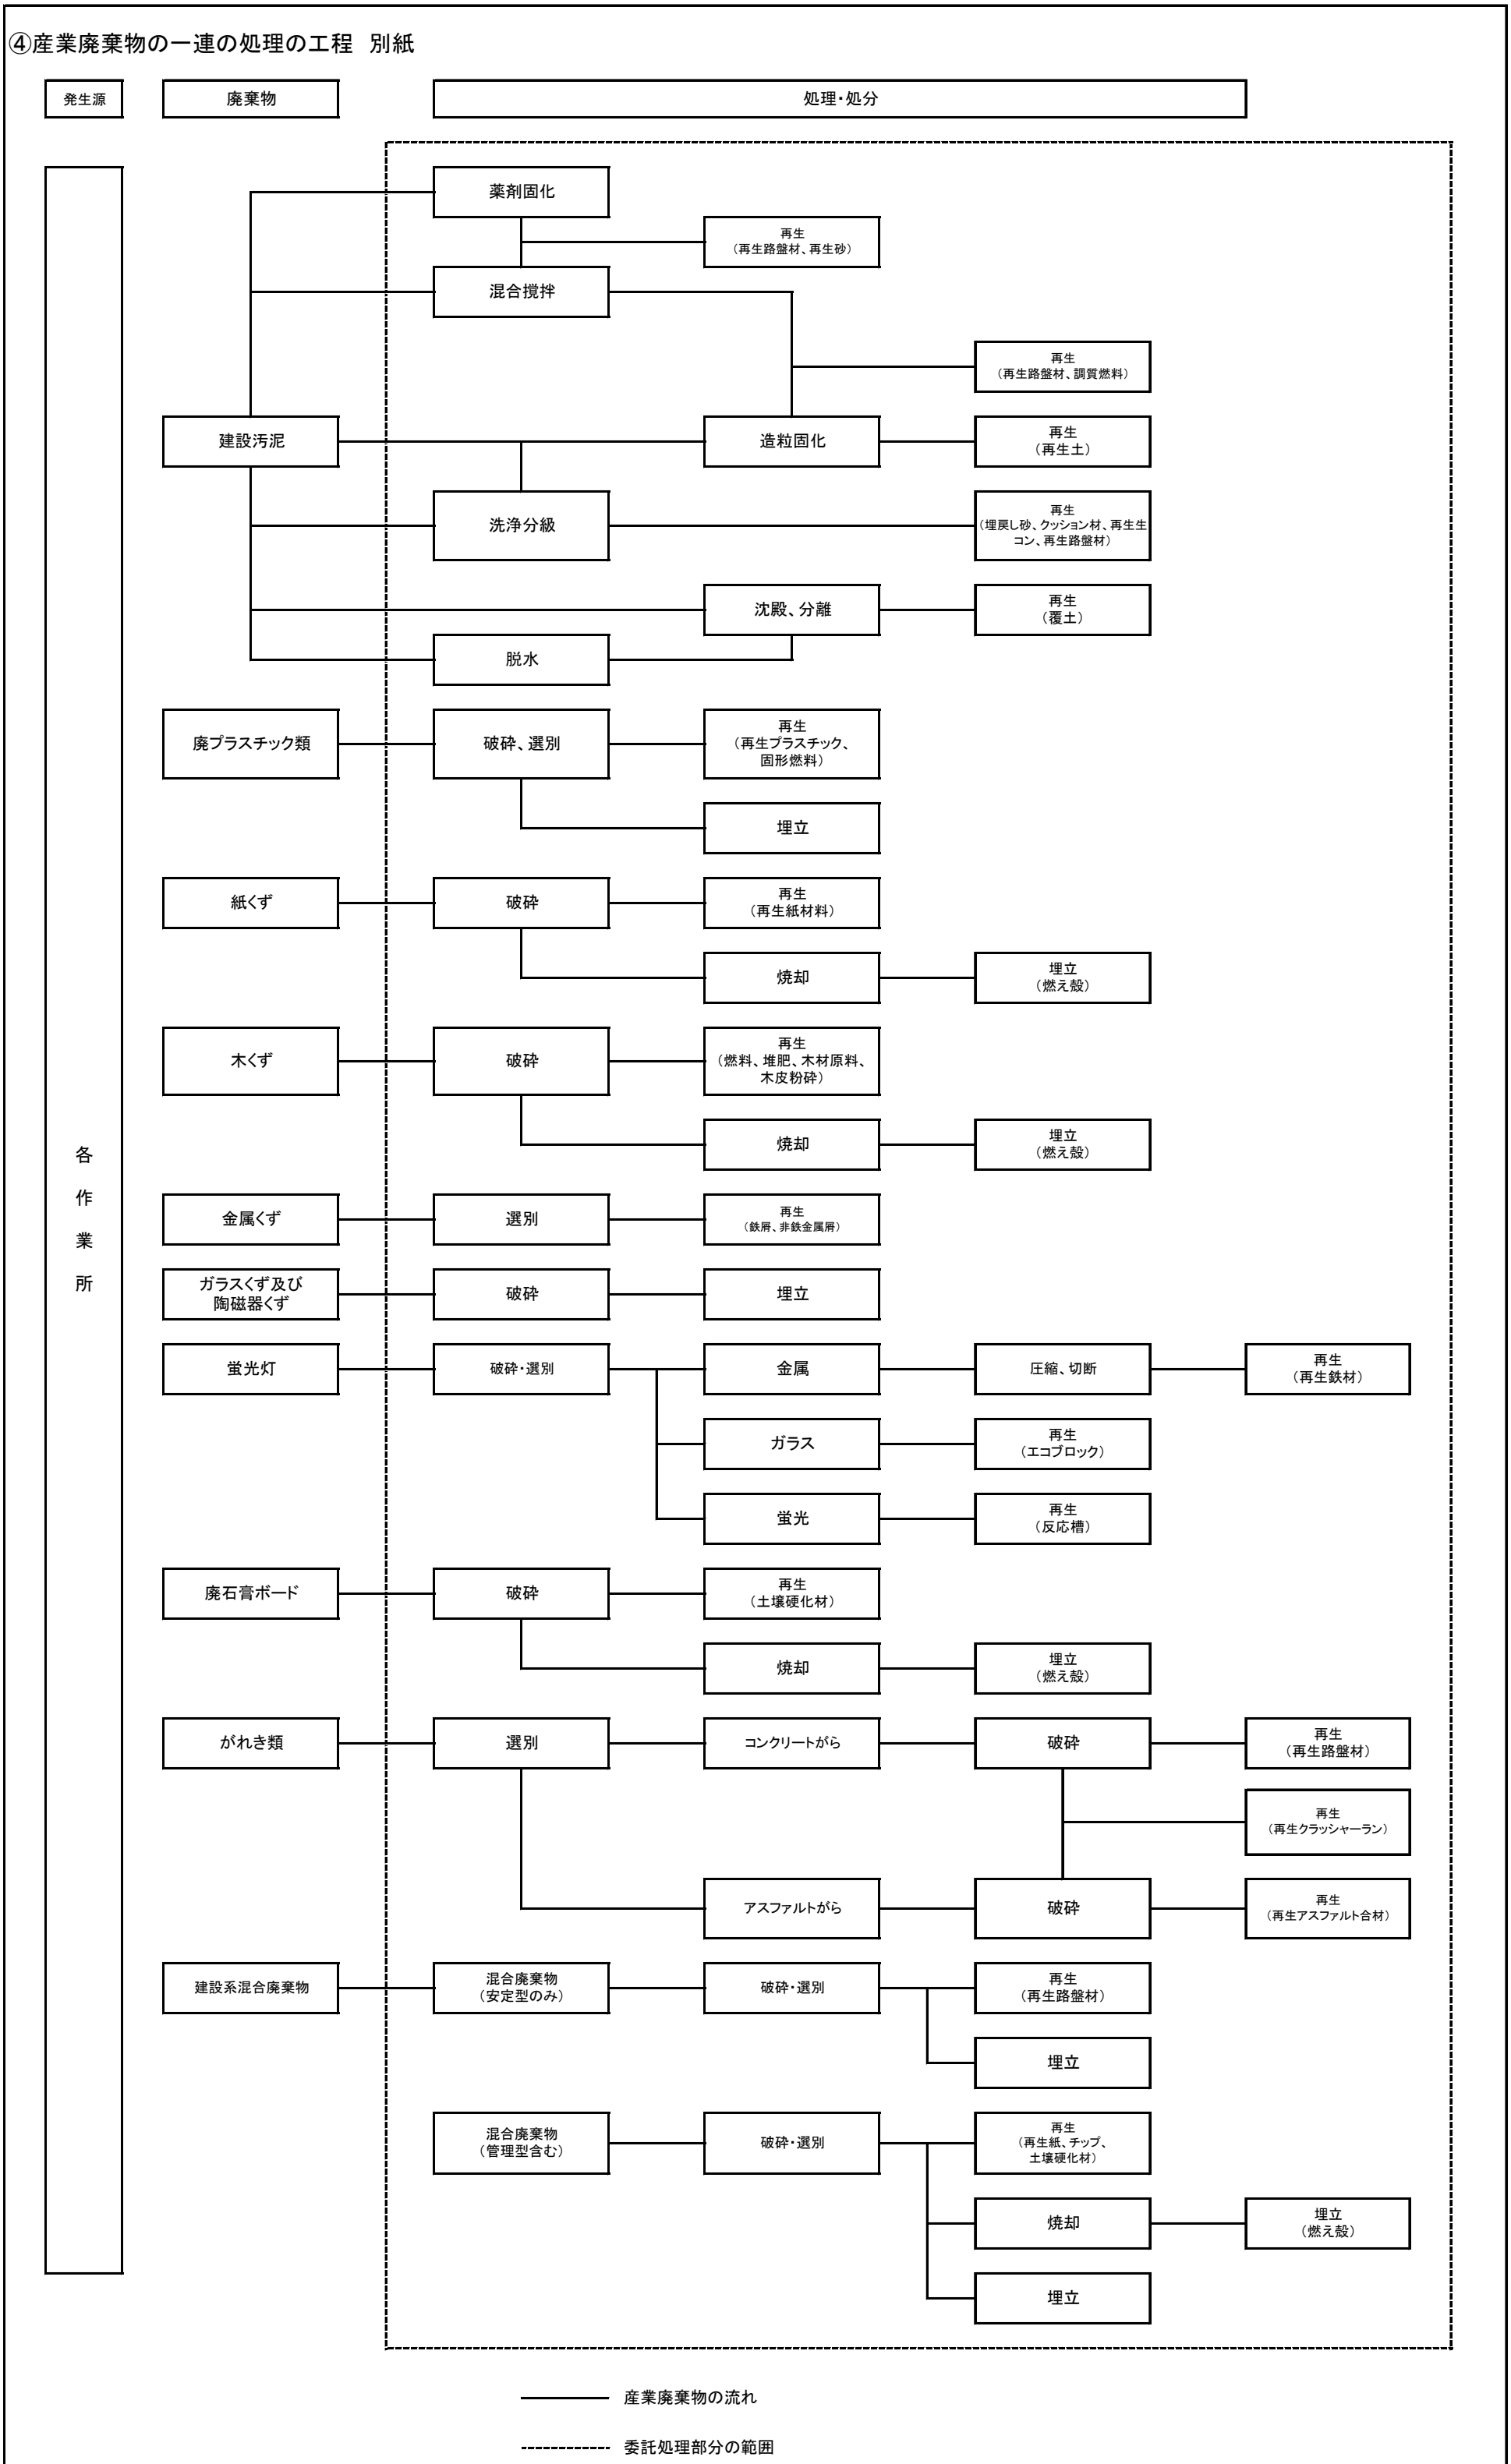 ④産業廃棄物の一連の処理の工程 別紙
発生源
廃棄物
処理・処分
薬剤固化
再生
（再生路盤材、再生砂）
混合撹拌
再生
（再生路盤材、調質燃料）
建設汚泥
造粒固化
再生
（再生土）
洗浄分級
再生
（埋戻し砂、クッション材、再生生
コン、再生路盤材）
沈殿、分離
再生
（覆土）
脱水
廃プラスチック類
破砕、選別
再生
（再生プラスチック、
固形燃料）
埋立
紙くず
破砕
再生
（再生紙材料）
焼却
埋立
（燃え殻）
木くず
破砕
再生
（燃料、堆肥、木材原料、
木皮粉砕）
各
作
業
所
焼却
埋立
（燃え殻）
金属くず
選別
再生
（鉄屑、非鉄金属屑）
ガラスくず及び
陶磁器くず
破砕
埋立
蛍光灯
破砕・選別
金属
圧縮、切断
再生
（再生鉄材）
ガラス
再生
（エコブロック）
蛍光
再生
（反応槽）
廃石膏ボード
破砕
再生
（土壌硬化材）
焼却
埋立
（燃え殻）
がれき類
選別
コンクリートがら
破砕
再生
（再生路盤材）
再生
（再生クラッシャーラン）
アスファルトがら
破砕
再生
（再生アスファルト合材）
建設系混合廃棄物
混合廃棄物
（安定型のみ）
破砕・選別
再生
（再生路盤材）
埋立
混合廃棄物
（管理型含む）
破砕・選別
再生
（再生紙、チップ、
土壌硬化材）
焼却
埋立
（燃え殻）
埋立
産業廃棄物の流れ
委託処理部分の範囲